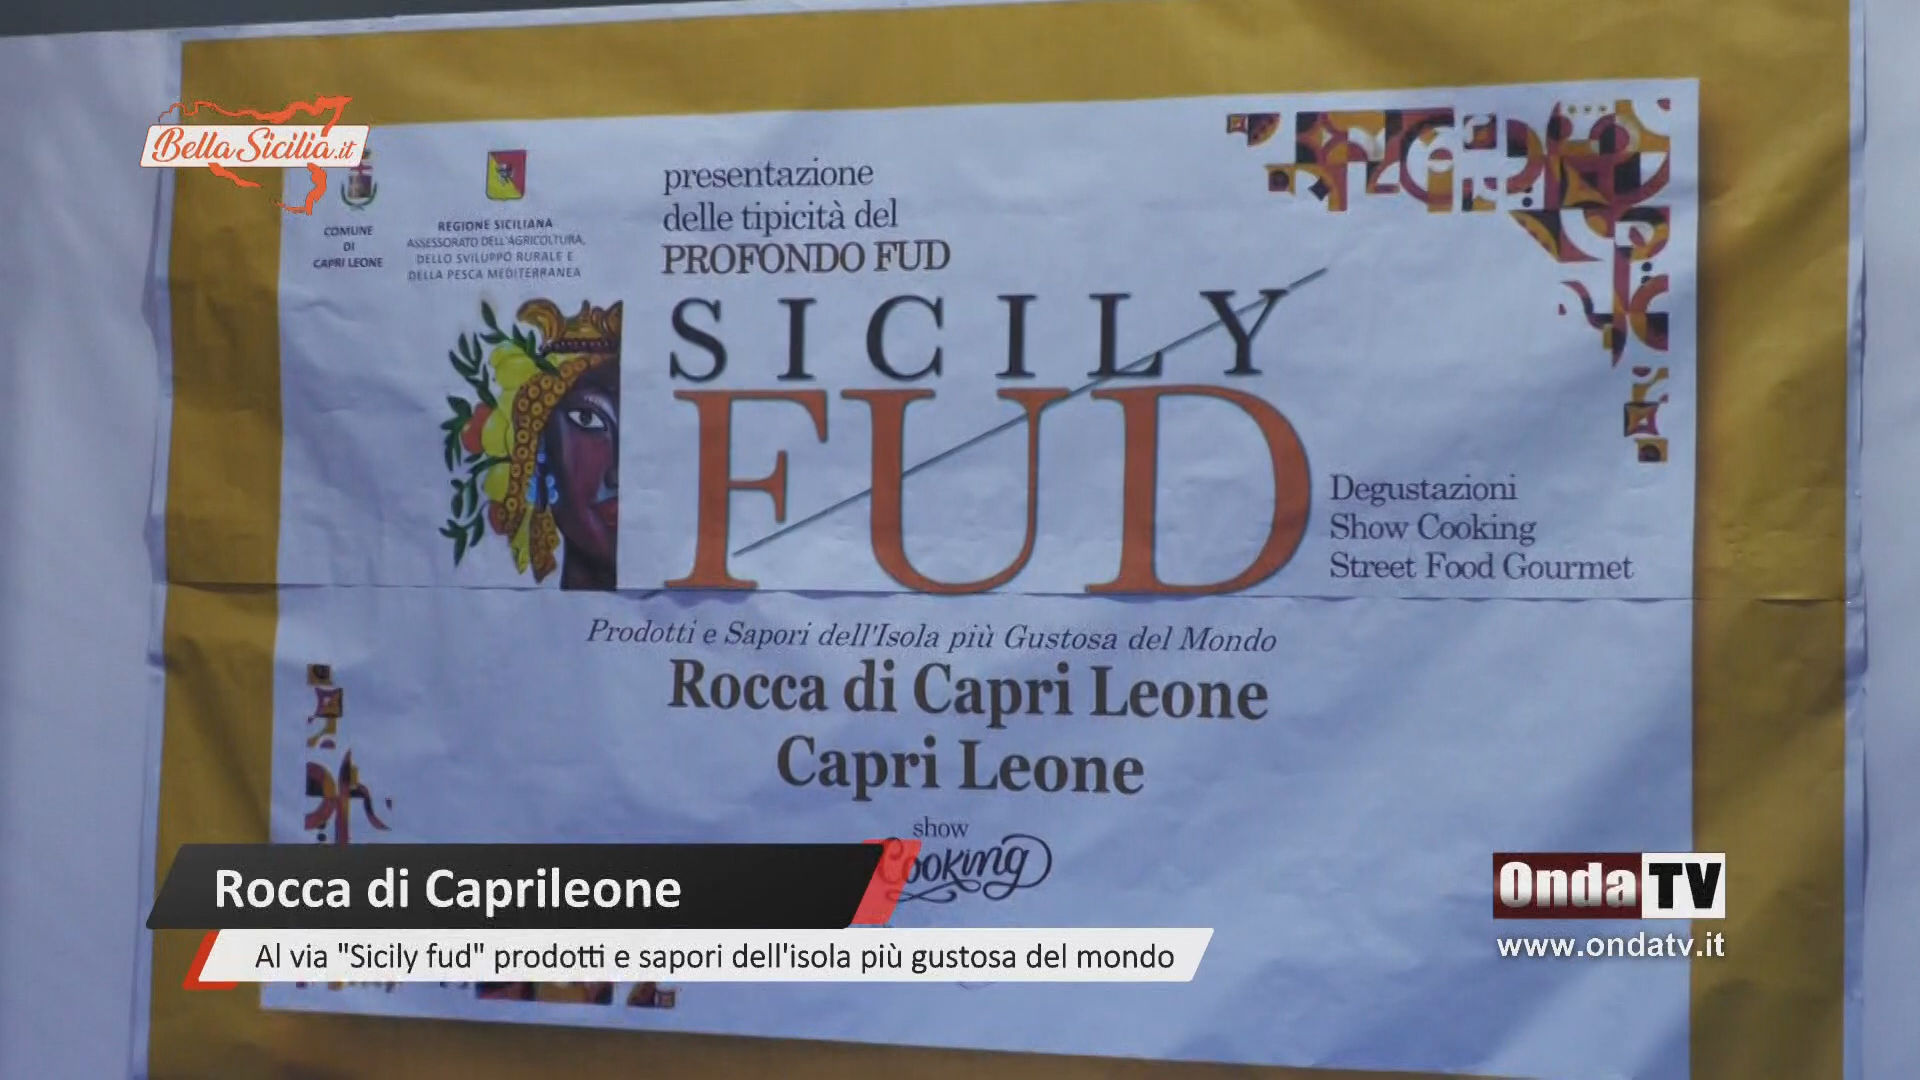 Bella Sicilia.it
COMUNE
DI
CAPRI LEONE
REGIONE SICILIANA
ASSESSORATO DELL'AGRICOLTURA,
DELLO SVILUPPO RURALE E
DELLA PESCA MEDITERRANEA
presentazione
delle tipicità del
PROFONDO FUD
SICILY
FUD
Degustazioni
Show Cooking
Street Food Gourmet
Prodotti e Sapori dell'Isola più Gustosa del Mondo
Rocca di Capri Leone
Capri Leone
show
Cooking
Rocca di Caprileone
Al via "Sicily fud" prodotti e sapori dell'isola più gustosa del mondo
Onda TV
www.ondatv.it